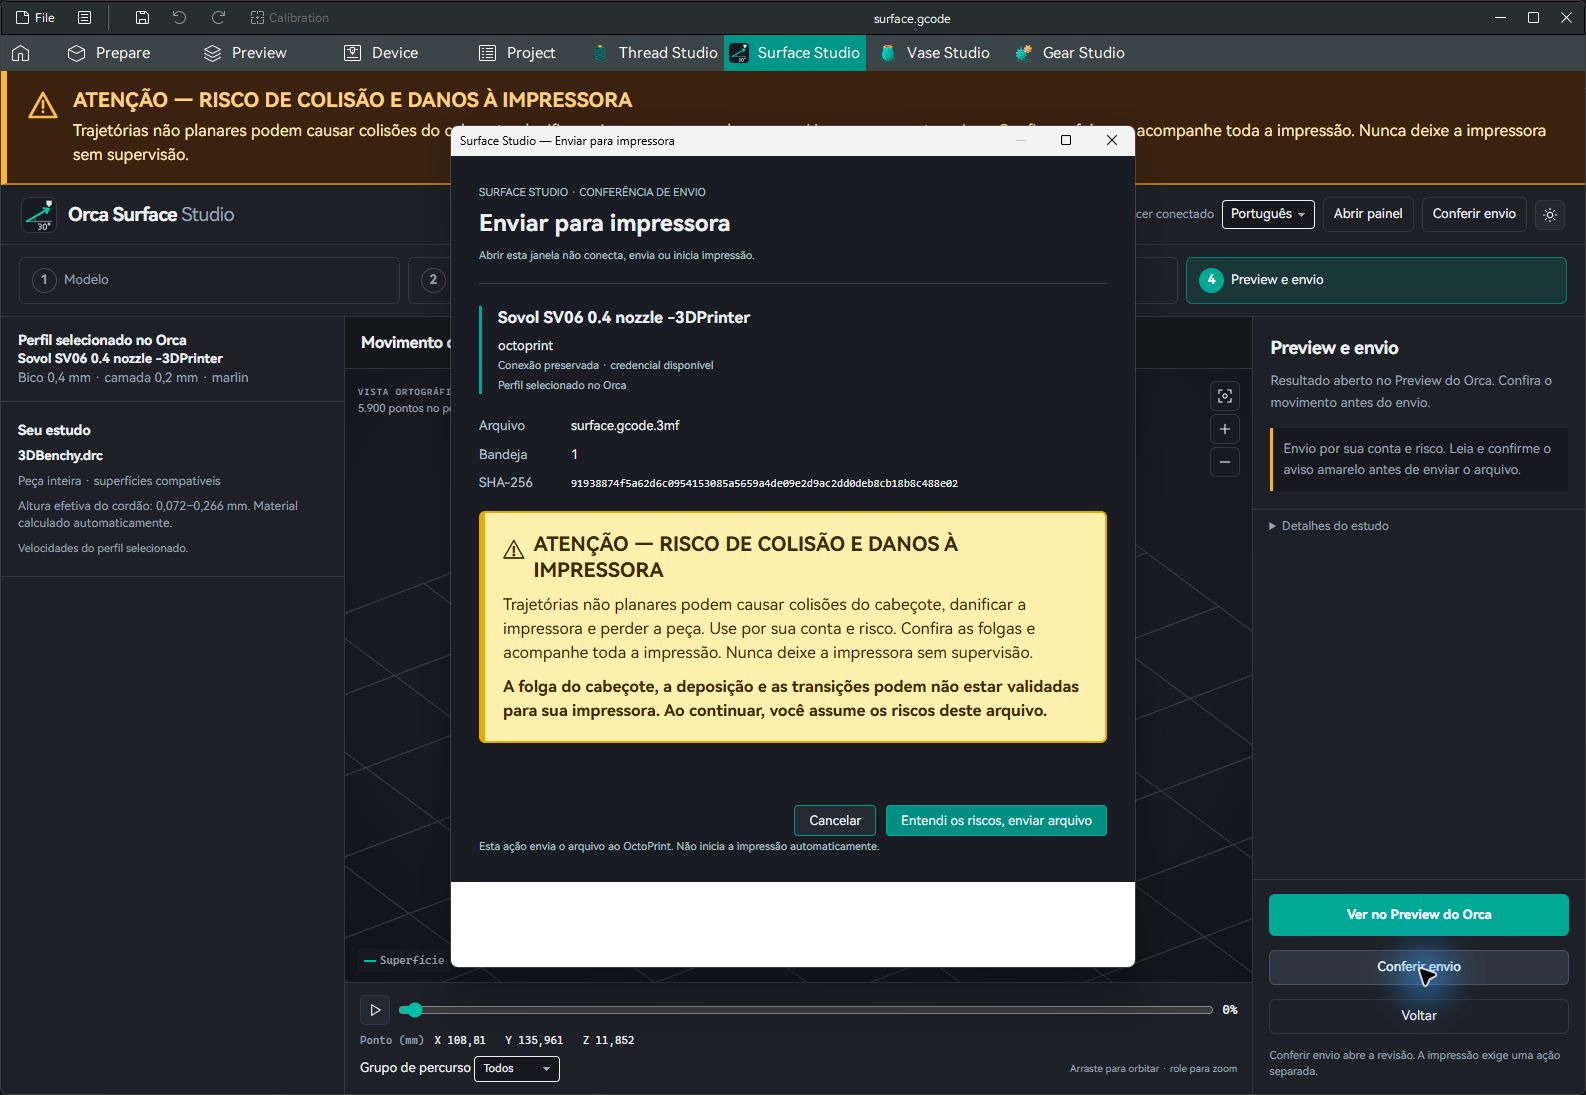 File
Calibration
surface.gcode
Prepare
Preview
Device
Project
Thread Studio
Surface Studio
Vase Studio
Gear Studio
ATENÇÃO — RISCO DE COLISÃO E DANOS À IMPRESSORA
Trajetórias não planares podem causar colisões do
acompanhe toda a impressão. Nunca deixe a impressora
sem supervisão.
30°
Orca Surface Studio
conectado
Português
Abrir painel
Conferir envio
1 Modelo
2
4 Preview e envio
Perfil selecionado no Orca
Sovol SV06 0.4 nozzle -3DPrinter
Bico 0,4 mm · camada 0,2 mm · marlin
Seu estudo
3DBenchy.drc
Peça inteira · superfícies compatíveis
Altura efetiva do cordão: 0,072–0,266 mm. Material
calculado automaticamente.
Velocidades do perfil selecionado.
Movimento
VISTA
5.900 pontos no
Superfície
Surface Studio — Enviar para impressora
SURFACE STUDIO · CONFERÊNCIA DE ENVIO
Enviar para impressora
Abrir esta janela não conecta, envia ou inicia impressão.
Sovol SV06 0.4 nozzle -3DPrinter
octoprint
Conexão preservada · credencial disponível
Perfil selecionado no Orca
Arquivo surface.gcode.3mf
Bandeja 1
SHA-256 91938874f5a62d6c0954153085a5659a4de09e2d9ac2dd0deb8cb18b8c488e02
ATENÇÃO — RISCO DE COLISÃO E DANOS À
IMPRESSORA
Trajetórias não planares podem causar colisões do cabeçote, danificar a
impressora e perder a peça. Use por sua conta e risco. Confira as folgas e
acompanhe toda a impressão. Nunca deixe a impressora sem supervisão.
A folga do cabeçote, a deposição e as transições podem não estar validadas
para sua impressora. Ao continuar, você assume os riscos deste arquivo.
Cancelar
Entendi os riscos, enviar arquivo
Esta ação envia o arquivo ao OctoPrint. Não inicia a impressão automaticamente.
Preview e envio
Resultado aberto no Preview do Orca. Confira o
movimento antes do envio.
Envio por sua conta e risco. Leia e confirme o
aviso amarelo antes de enviar o arquivo.
Detalhes do estudo
Ver no Preview do Orca
Conferir envio
Voltar
Conferir envio abre a revisão. A impressão exige uma ação
separada.
0%
Ponto (mm) X 108,81 Y 135,961 Z 11,852
Grupo de percurso Todos
Arraste para orbitar · role para zoom